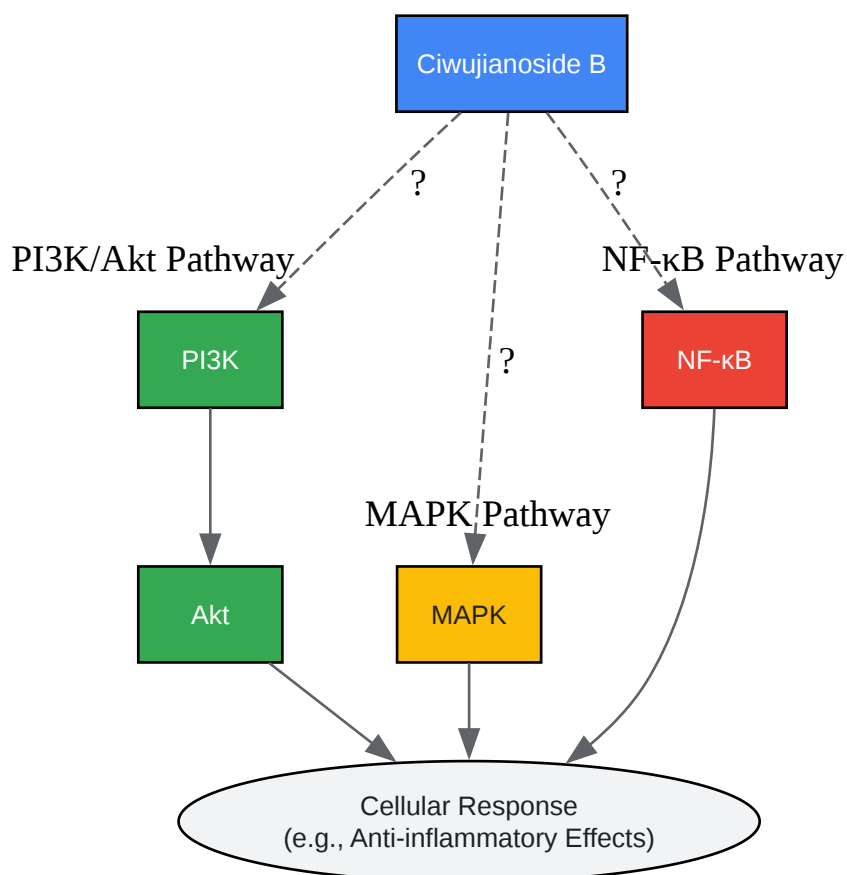 Ciwujianoside B
?
?
PI3K/Akt Pathway
NF-κB Pathway
PI3K
?
NF-κB
MAPK Pathway
Akt
MAPK
Cellular Response
(e.g., Anti-inflammatory Effects)